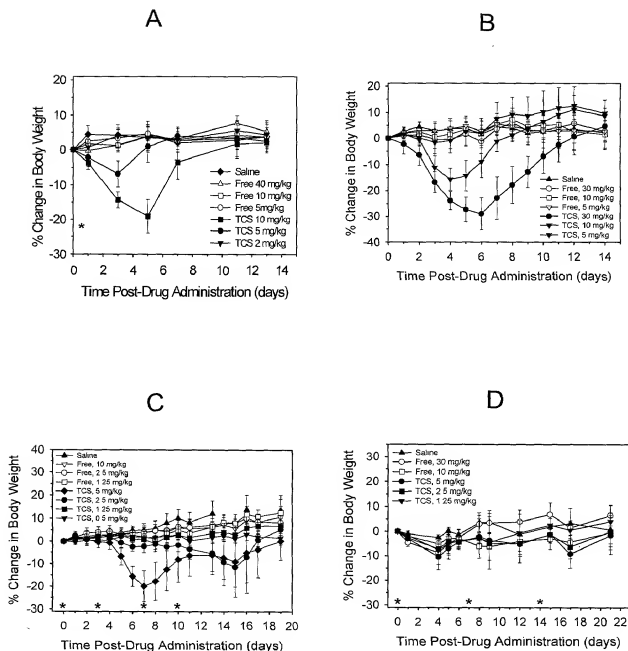 A
20
10
0
-10
-20
-30
% Change in Body Weight
Saline
Free 40 mg/kg
Free 10 mg/kg
Free 5mg/kg
TCS 10 mg/kg
TCS 5 mg/kg
TCS 2 mg/kg
*
0 2 4 6 8 10 12 14
Time Post-Drug Administration (days)
B
20
10
0
-10
-20
-30
-40
% Change in Body Weight
Saline
Free, 30 mg/kg
Free, 10 mg/kg
Free, 5 mg/kg
TCS, 30 mg/kg
TCS, 10 mg/kg
TCS, 5 mg/kg
0 2 4 6 8 10 12 14
Time Post-Drug Administration (days)
C
40
30
20
10
0
-10
-20
-30
% Change in Body Weight
Saline
Free, 10 mg/kg
Free, 2 5 mg/kg
Free, 1 25 mg/kg
TCS, 5 mg/kg
TCS, 2 5 mg/kg
TCS, 1 25 mg/kg
TCS, 0 5 mg/kg
* * * *
0 2 4 6 8 10 12 14 16 18 20
Time Post-Drug Administration (days)
D
40
30
20
10
0
-10
-20
-30
% Change in Body Weight
Saline
Free, 30 mg/kg
Free, 10 mg/kg
TCS, 5 mg/kg
TCS, 2 5 mg/kg
TCS, 1 25 mg/kg
* * *
0 2 4 6 8 10 12 14 16 18 20 22
Time Post-Drug Administration (days)